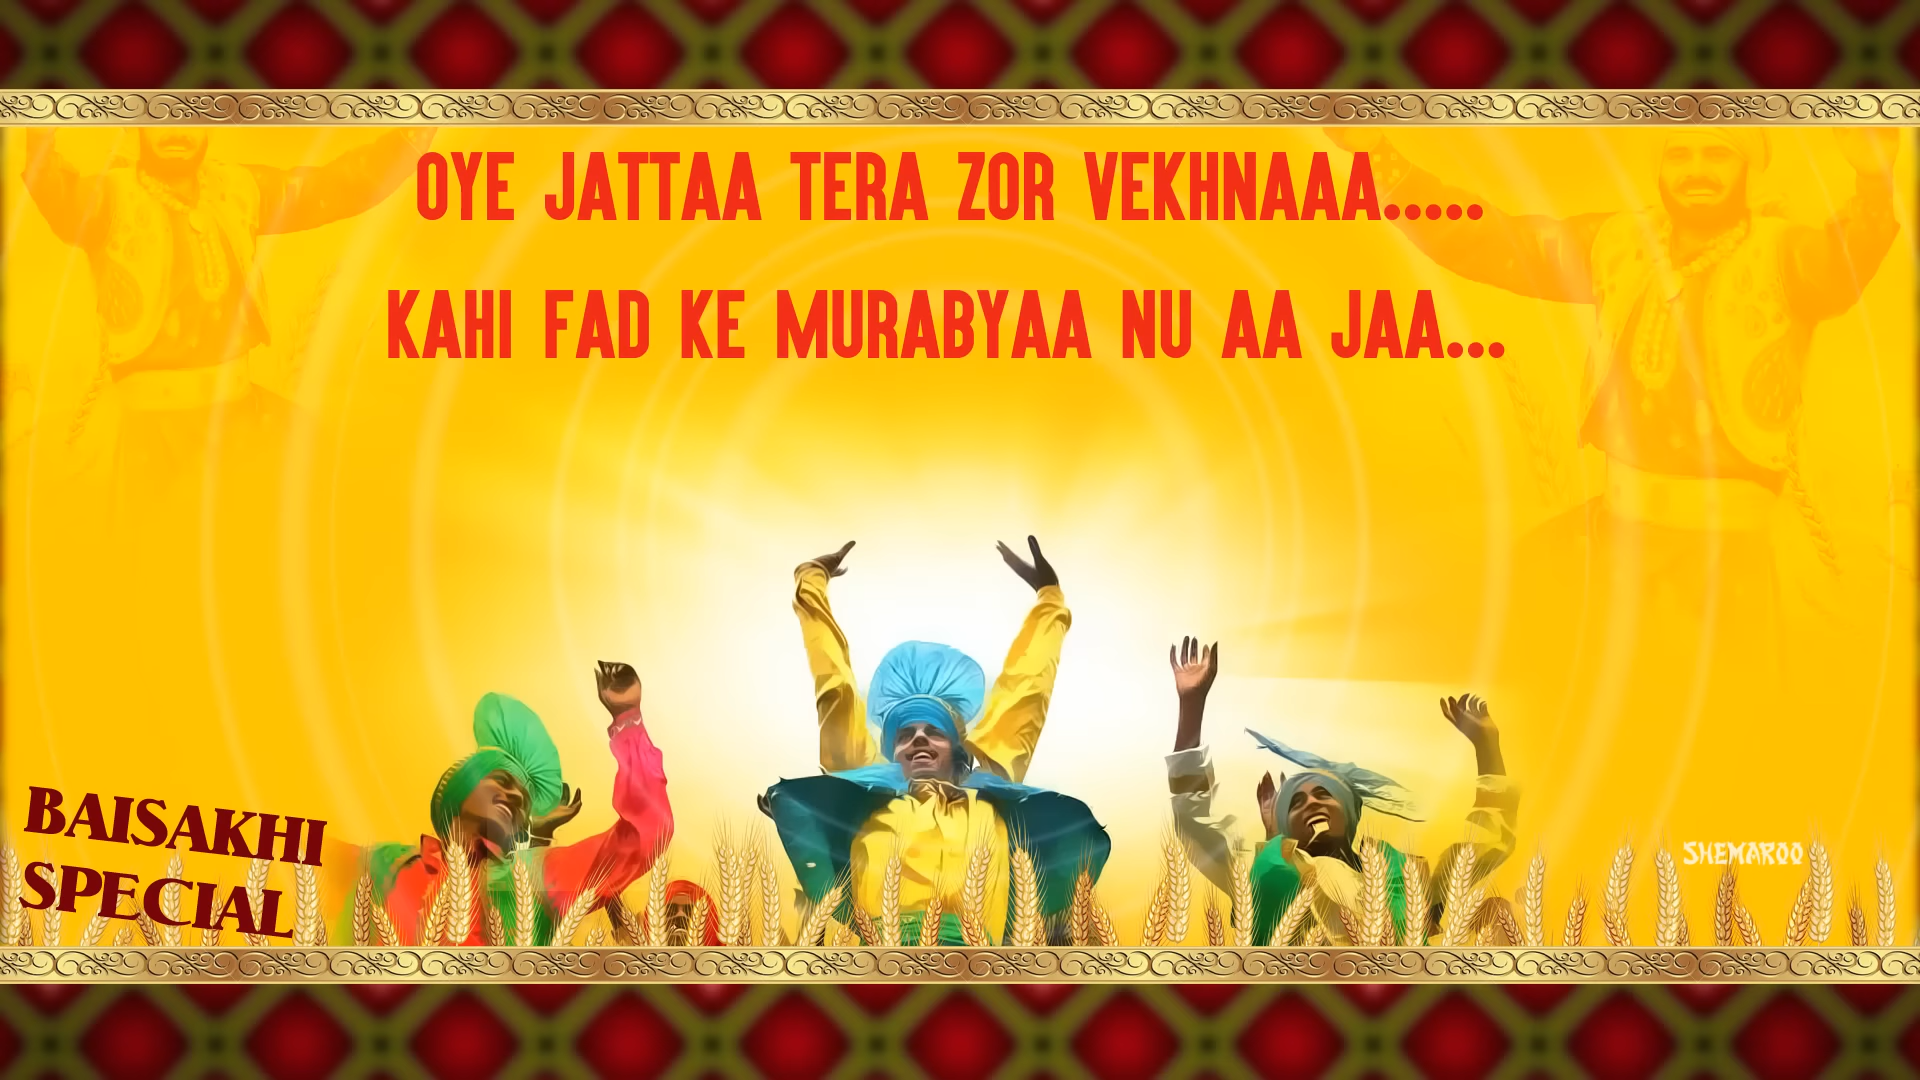 OYE JATTAA TERA ZOR VEKHNAAA.....
KAHI FAD KE MURABYAA NU AA JAA...
BAISAKHI
SPECIAL
SHEMAROO